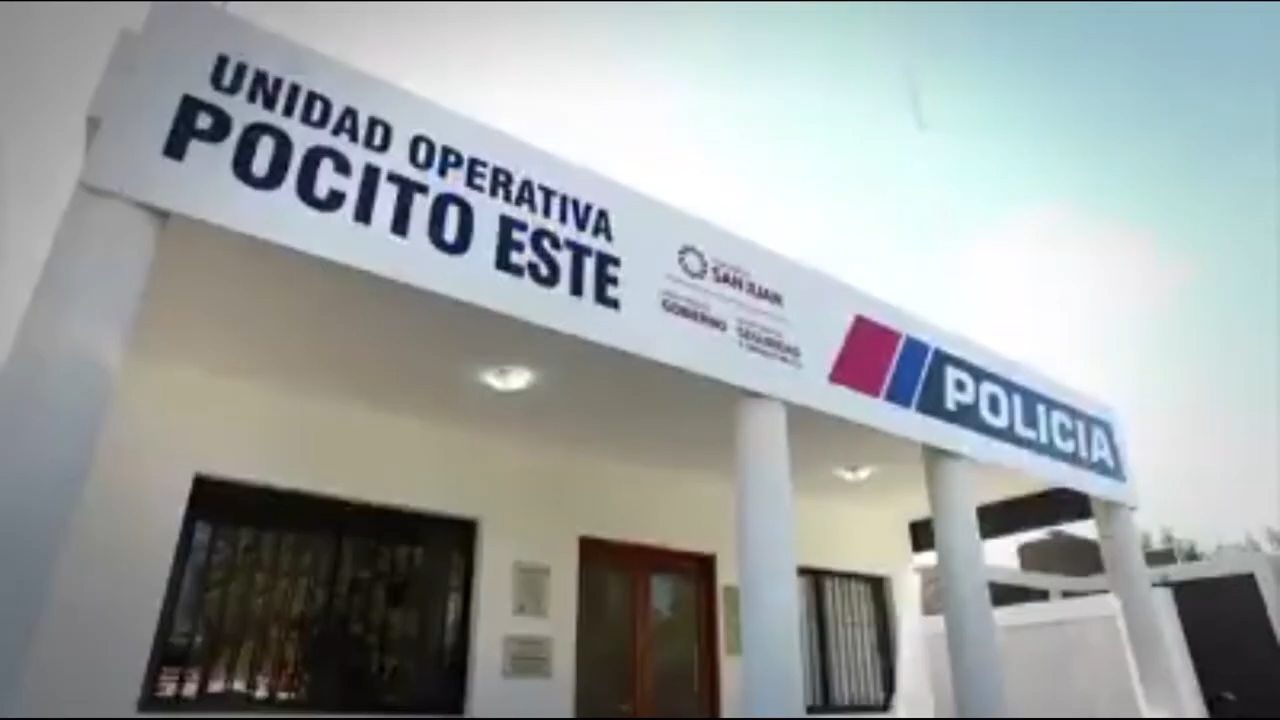 UNIDAD OPERATIVA
POCITO ESTE
SAN JUAN
GOBIERNO
SEGURIDAD
POLICIA